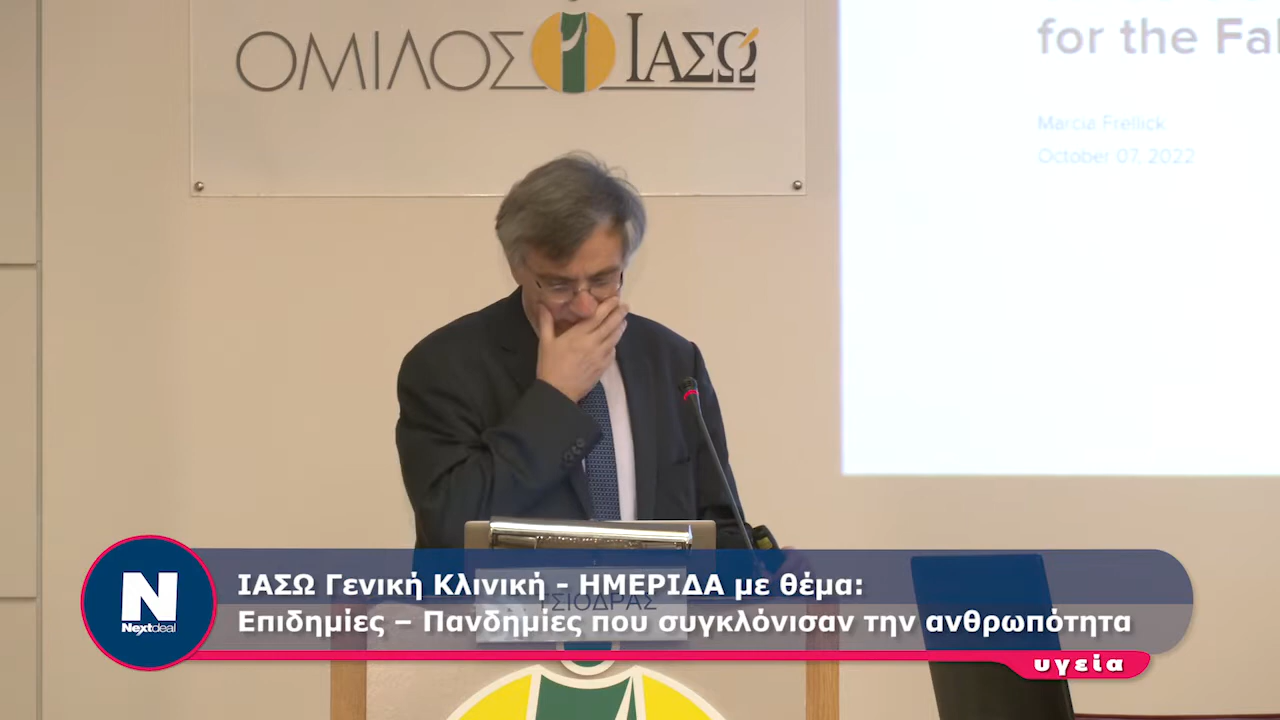 ΟΜΙΛΟΣ ΙΑΣΩ
for the Fal
Marcia Frellick
October 07, 2022
ΙΑΣΩ Γενική Κλινική - ΗΜΕΡΙΔΑ με θέμα:
ΤΣΙΟΔΡΑΣ
Επιδημίες – Πανδημίες που συγκλόνισαν την ανθρωπότητα
N
Nextdeal
υγεία